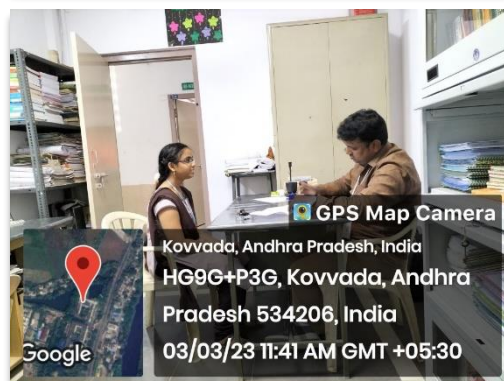 GPS Map Camera
Kovvada, Andhra Pradesh, India
HG9G+P3G, Kovvada, Andhra
Pradesh 534206, India
03/03/23 11:41 AM GMT +05:30
Google